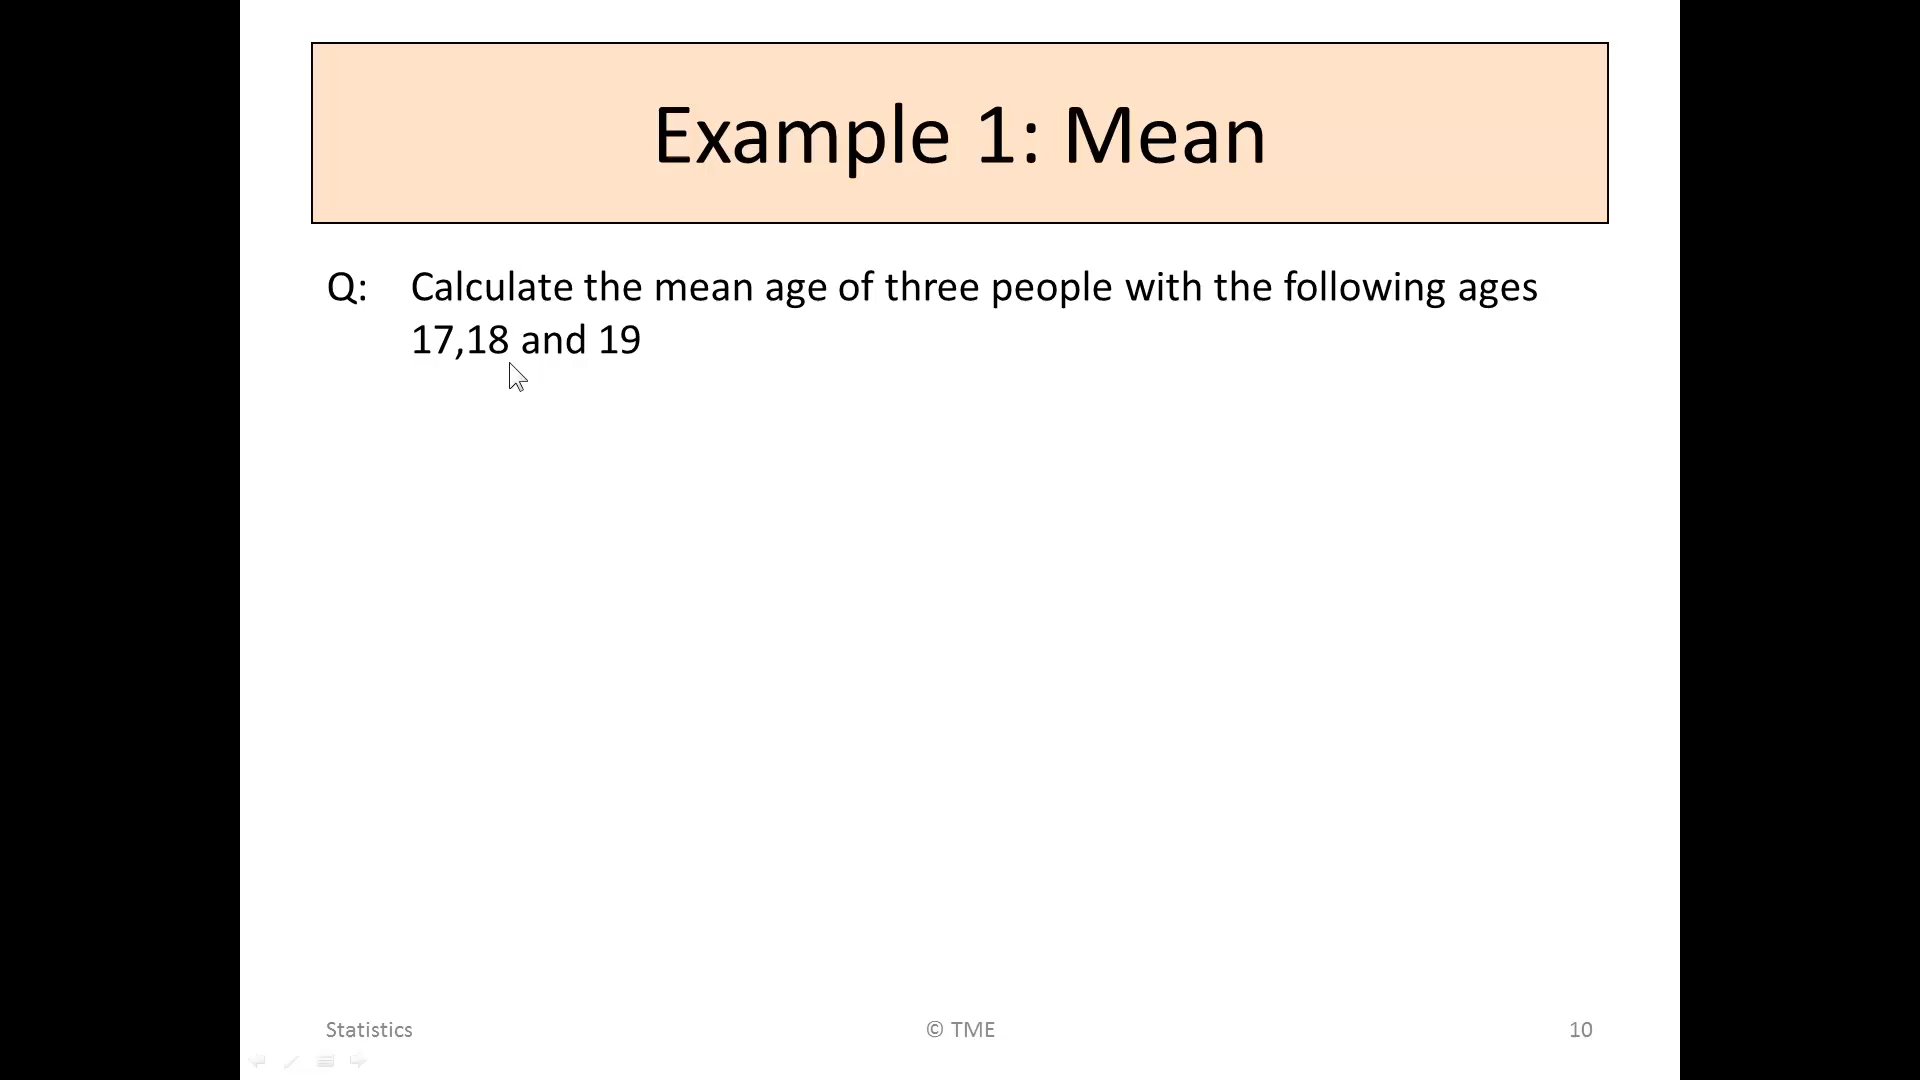 Example 1: Mean
Q: Calculate the mean age of three people with the following ages
17,18 and 19
Statistics © TME 10